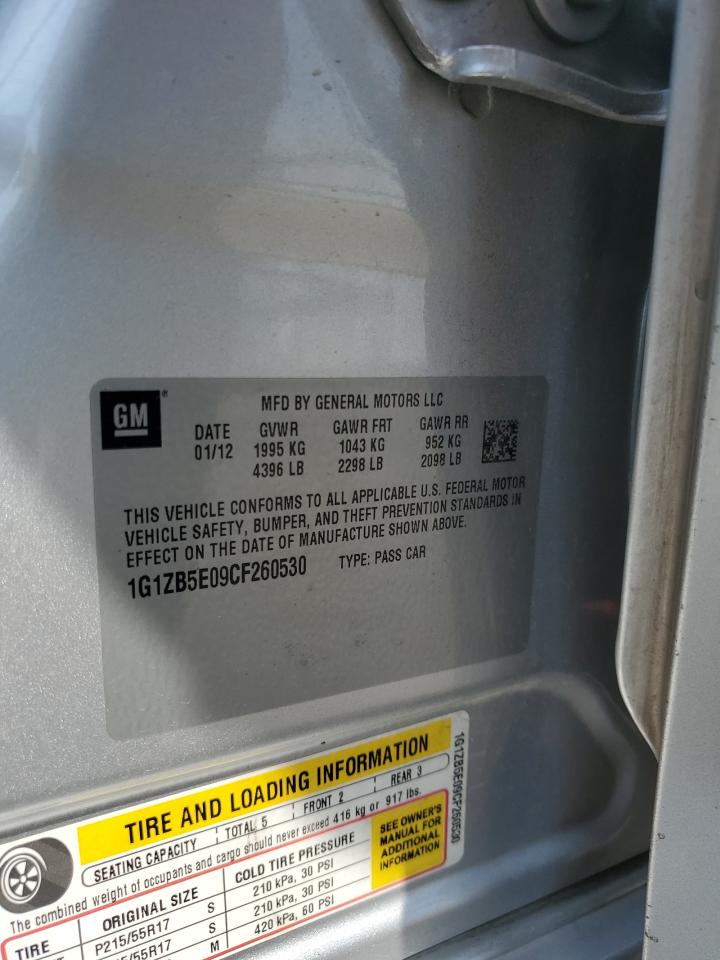 GM
MFD BY GENERAL MOTORS LLC
DATE GVWR GAWR FRT GAWR RR
01/12 1995 KG 1043 KG 952 KG
4396 LB 2298 LB 2098 LB
THIS VEHICLE CONFORMS TO ALL APPLICABLE U.S. FEDERAL MOTOR
VEHICLE SAFETY, BUMPER, AND THEFT PREVENTION STANDARDS IN
EFFECT ON THE DATE OF MANUFACTURE SHOWN ABOVE.
1G1ZB5E09CF260530 TYPE: PASS CAR
TIRE AND LOADING INFORMATION
SEATING CAPACITY TOTAL 5 FRONT 2 REAR 3
The combined weight of occupants and cargo should never exceed 416 kg or 917 lbs.
TIRE ORIGINAL SIZE COLD TIRE PRESSURE
P215/55R17 S 210 kPa, 30 PSI
/55R17 S 210 kPa, 30 PSI
M 420 kPa, 60 PSI
SEE OWNER'S
MANUAL FOR
ADDITIONAL
INFORMATION
1G1ZB5E09CF260530